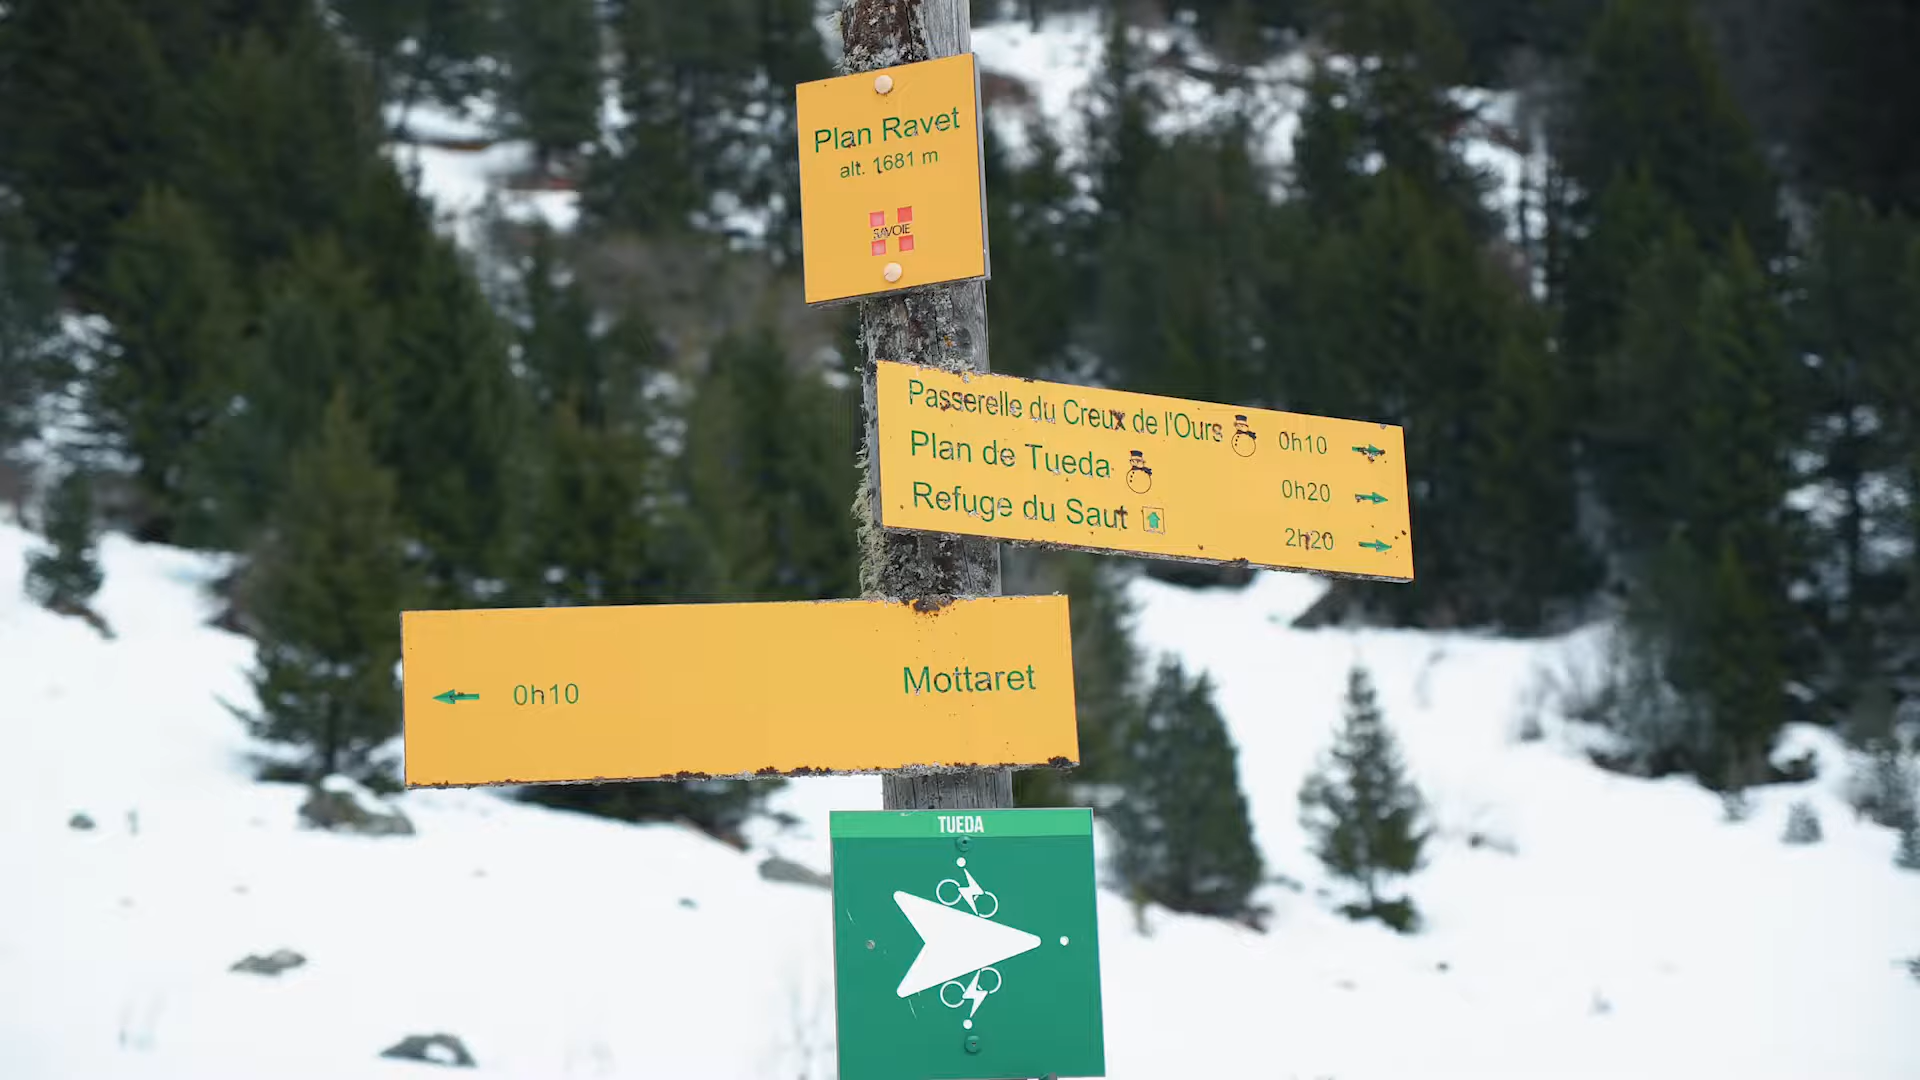 Plan Ravet
alt. 1681 m
SAVOIE
Passerelle du Creux de l'Ours 0h10
Plan de Tueda 0h20
Refuge du Saut 2h20
0h10 Mottaret
TUEDA